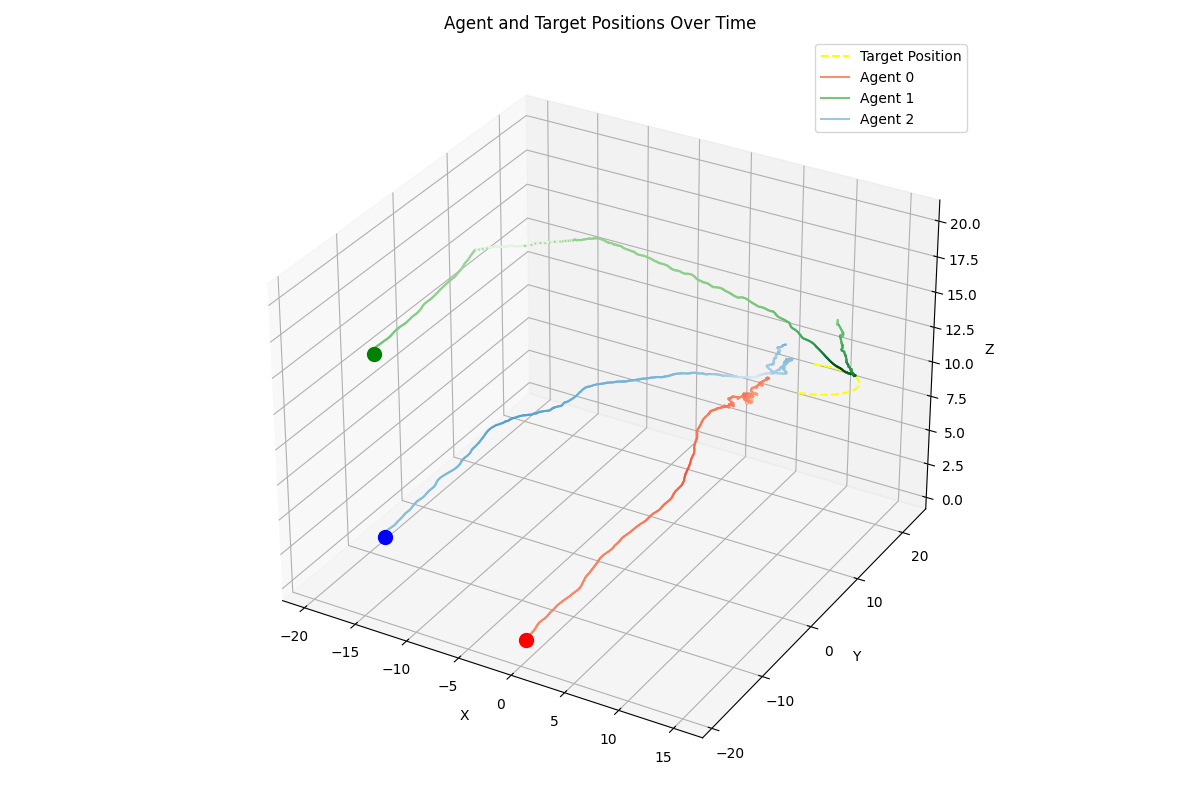 Agent and Target Positions Over Time
Target Position
Agent 0
Agent 1
Agent 2
20.0
17.5
15.0
Z
12.5
10.0
7.5
5.0
2.5
0.0
20
10
0
Y
−10
−20
−20
−15
−10
−5
X
0
5
10
15